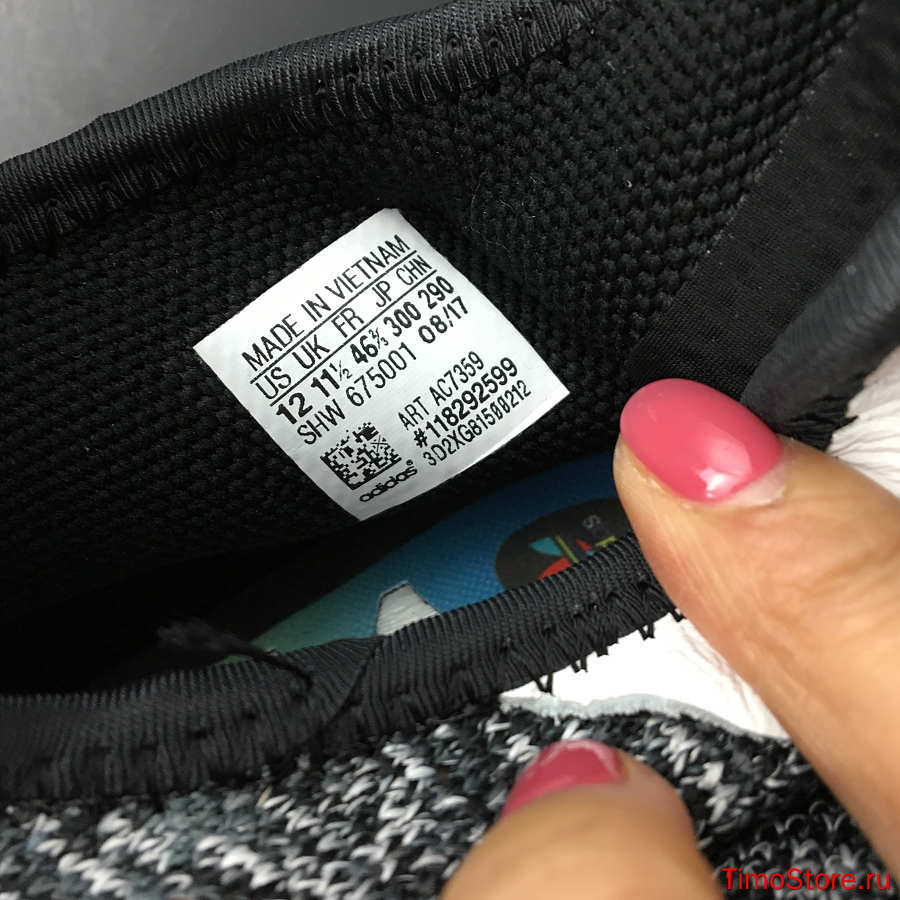 MADE IN VIETNAM
US UK FR JP CHN
12 11½ 46⅔ 300 290
SHW 675001 08/17
ART AC7359
#118292599
3D2XG81500212
adidas®
TimoStore.ru